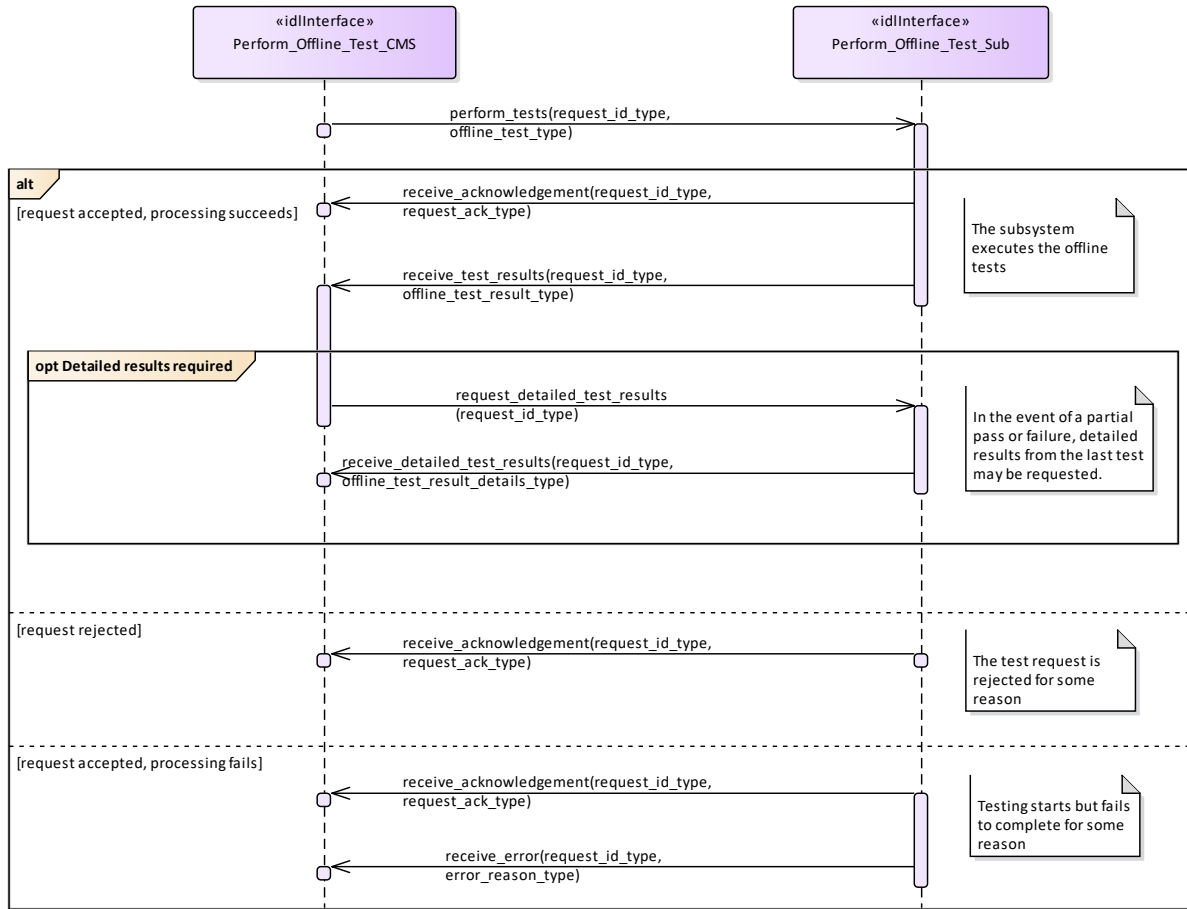 «idlInterface»
Perform_Offline_Test_CMS
«idlInterface»
Perform_Offline_Test_Sub
perform_tests(request_id_type,
offline_test_type)
alt
[request accepted, processing succeeds]
receive_acknowledgement(request_id_type,
request_ack_type)
The subsystem
executes the offline
tests
receive_test_results(request_id_type,
offline_test_result_type)
opt Detailed results required
request_detailed_test_results
(request_id_type)
In the event of a partial
pass or failure, detailed
results from the last test
may be requested.
receive_detailed_test_results(request_id_type,
offline_test_result_details_type)
[request rejected]
receive_acknowledgement(request_id_type,
request_ack_type)
The test request is
rejected for some
reason
[request accepted, processing fails]
receive_acknowledgement(request_id_type,
request_ack_type)
Testing starts but fails
to complete for some
reason
receive_error(request_id_type,
error_reason_type)